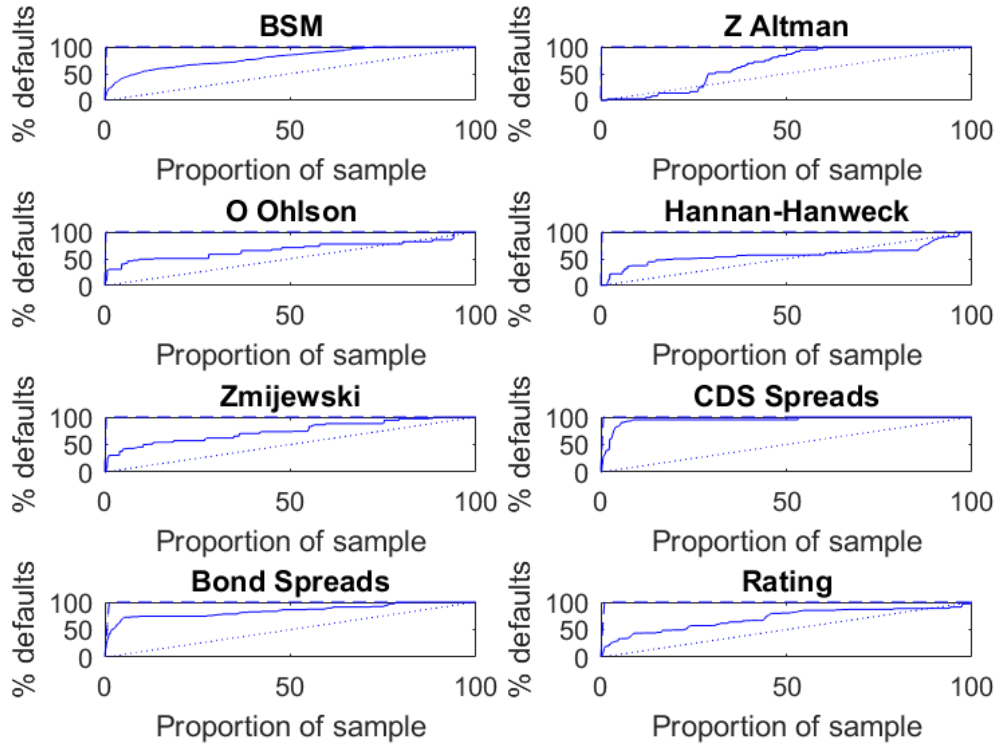 BSM
% defaults
100
50
0
0 50 100
Proportion of sample
Z Altman
% defaults
100
50
0
0 50 100
Proportion of sample
O Ohlson
% defaults
100
50
0
0 50 100
Proportion of sample
Hannan-Hanweck
% defaults
100
50
0
0 50 100
Proportion of sample
Zmijewski
% defaults
100
50
0
0 50 100
Proportion of sample
CDS Spreads
% defaults
100
50
0
0 50 100
Proportion of sample
Bond Spreads
% defaults
100
50
0
0 50 100
Proportion of sample
Rating
% defaults
100
50
0
0 50 100
Proportion of sample